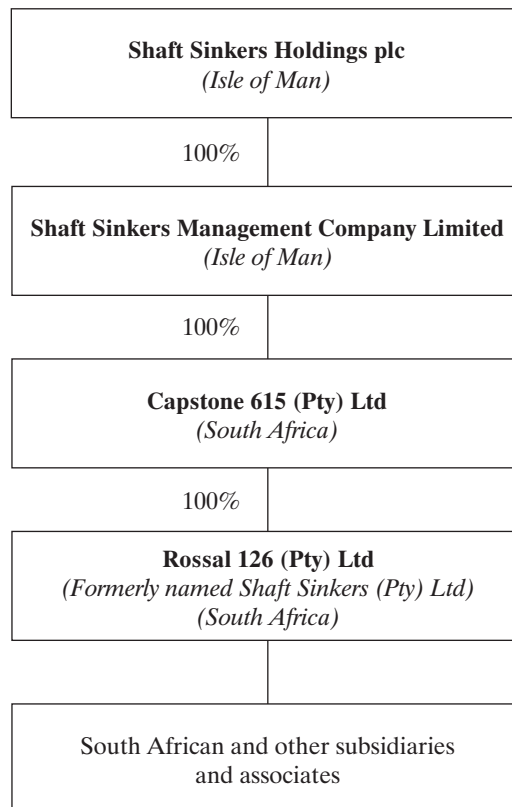 Shaft Sinkers Holdings plc
(Isle of Man)
100%
Shaft Sinkers Management Company Limited
(Isle of Man)
100%
Capstone 615 (Pty) Ltd
(South Africa)
100%
Rossal 126 (Pty) Ltd
(Formerly named Shaft Sinkers (Pty) Ltd)
(South Africa)
South African and other subsidiaries
and associates